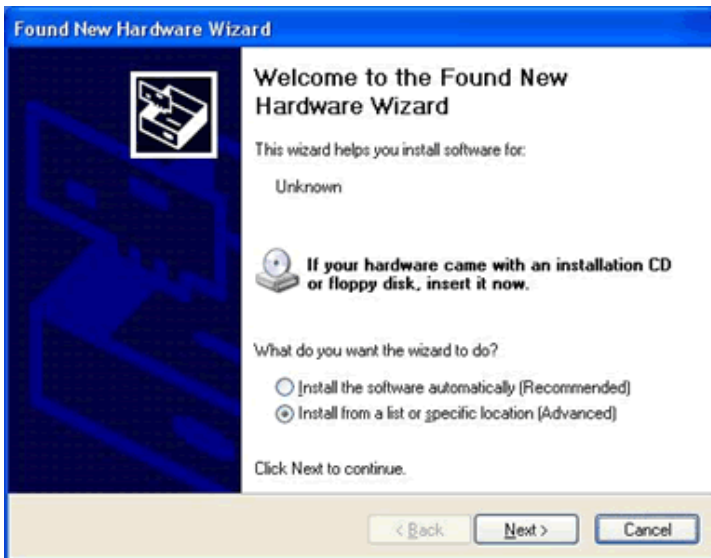 Found New Hardware Wizard
Welcome to the Found New
Hardware Wizard
This wizard helps you install software for:
Unknown
If your hardware came with an installation CD
or floppy disk, insert it now.
What do you want the wizard to do?
Install the software automatically (Recommended)
Install from a list or specific location (Advanced)
Click Next to continue.
< Back Next > Cancel